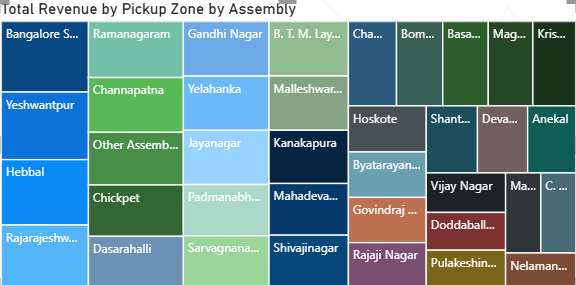 Total Revenue by Pickup Zone by Assembly
Bangalore S...
Yeshwantpur
Hebbal
Rajarajeshw...
Ramanagaram
Channapatna
Other Assemb...
Chickpet
Dasarahalli
Gandhi Nagar
Yelahanka
Jayanagar
Padmanabh...
Sarvagnana...
B. T. M. Lay...
Malleshwar...
Kanakapura
Mahadeva...
Shivajinagar
Cha...
Bom...
Basa...
Mag...
Kris...
Hoskote
Byatarayan...
Govindraj ...
Rajaji Nagar
Shant...
Deva...
Anekal
Vijay Nagar
Doddaball...
Pulakeshin...
Ma...
C. ...
Nelaman...